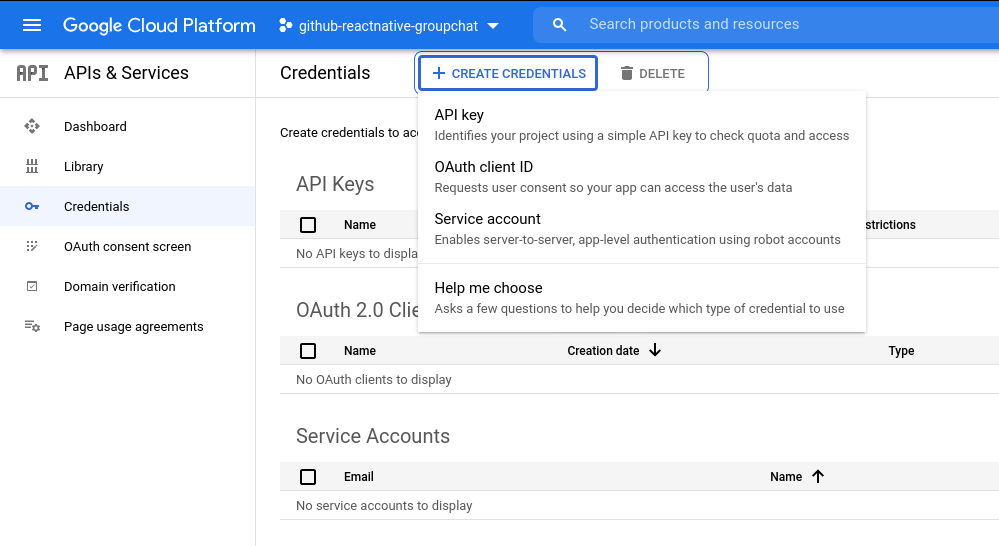 Google Cloud Platform
github-reactnative-groupchat
Search products and resources
API
APIs & Services
Credentials
CREATE CREDENTIALS
DELETE
Dashboard
Library
Credentials
OAuth consent screen
Domain verification
Page usage agreements
Create credentials to acc
API key
Identifies your project using a simple API key to check quota and access
OAuth client ID
Requests user consent so your app can access the user's data
Service account
Enables server-to-server, app-level authentication using robot accounts
Help me choose
Asks a few questions to help you decide which type of credential to use
API Keys
Name
strictions
No API keys to displa
OAuth 2.0 Clie
Name
Creation date
Type
No OAuth clients to display
Service Accounts
Email
Name
No service accounts to display